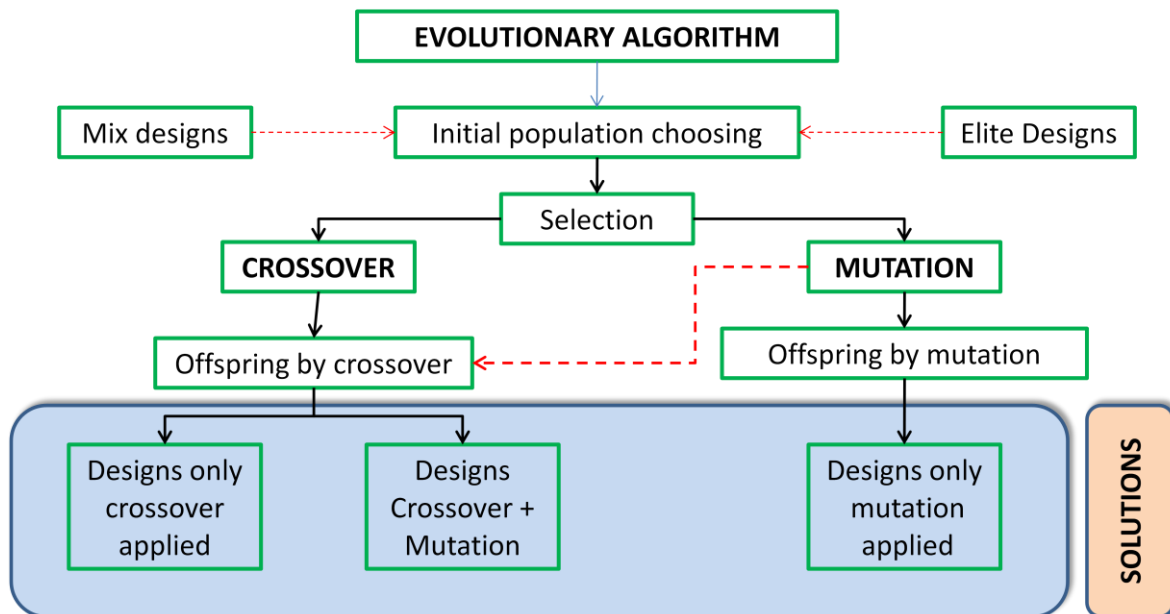 EVOLUTIONARY ALGORITHM
Mix designs
Initial population choosing
Elite Designs
Selection
CROSSOVER
MUTATION
Offspring by crossover
Offspring by mutation
Designs only
crossover
applied
Designs
Crossover +
Mutation
Designs only
mutation
applied
SOLUTIONS